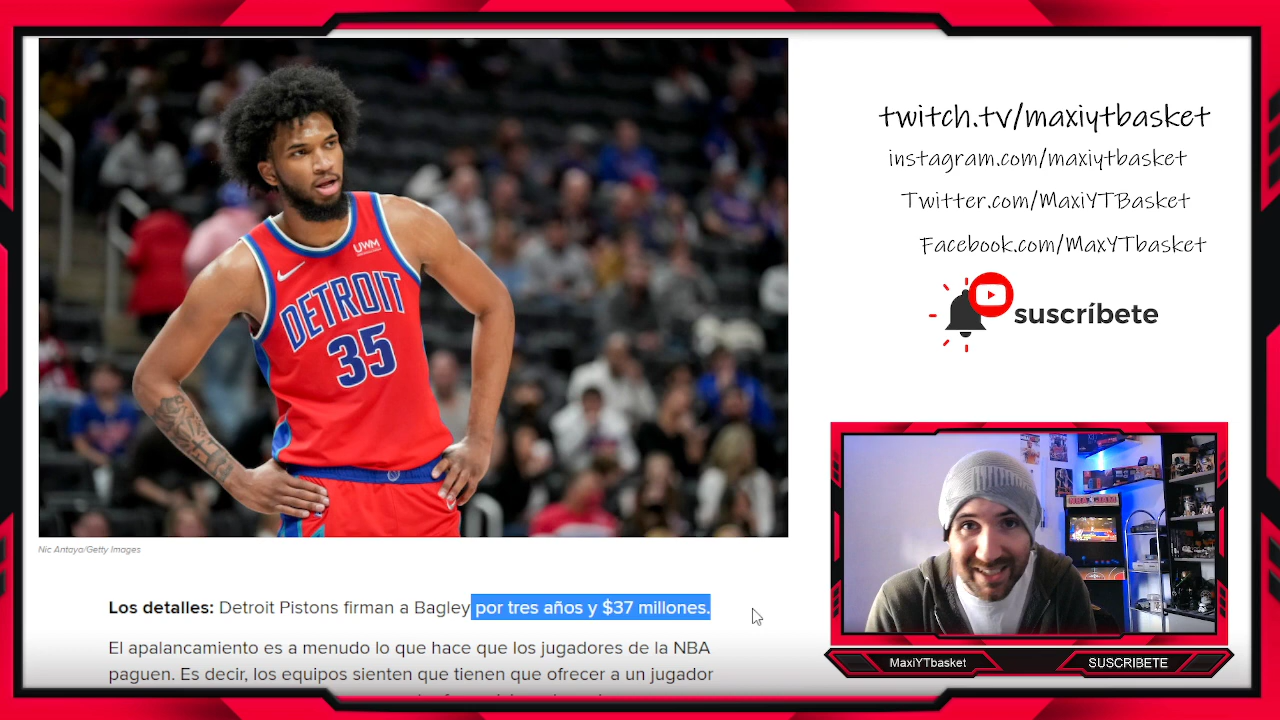 twitch.tv/maxiytbasket
instagram.com/maxiytbasket
Twitter.com/MaxiYTBasket
Facebook.com/MaxYTbasket
suscríbete
UWM
DETROIT
35
Nic Antaya/Getty Images
Los detalles: Detroit Pistons firman a Bagley por tres años y $37 millones.
El apalancamiento es a menudo lo que hace que los jugadores de la NBA
paguen. Es decir, los equipos sienten que tienen que ofrecer a un jugador
NBA JAM
MaxiYTbasket
SUSCRIBETE